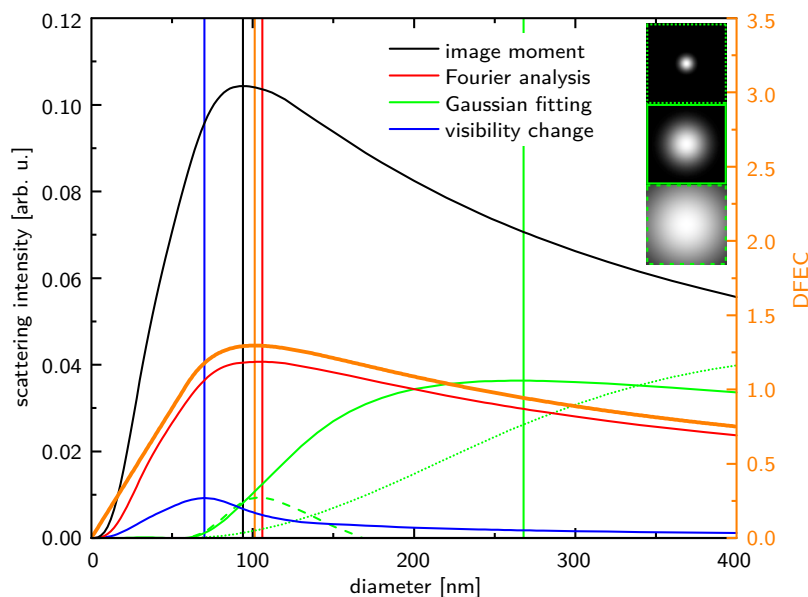 0.12
0.10
0.08
0.06
0.04
0.02
0.00
scattering intensity [arb. u.]
image moment
Fourier analysis
Gaussian fitting
visibility change
3.5
3.0
2.5
2.0
1.5
1.0
0.5
0.0
DFEC
0
100
200
300
400
diameter [nm]